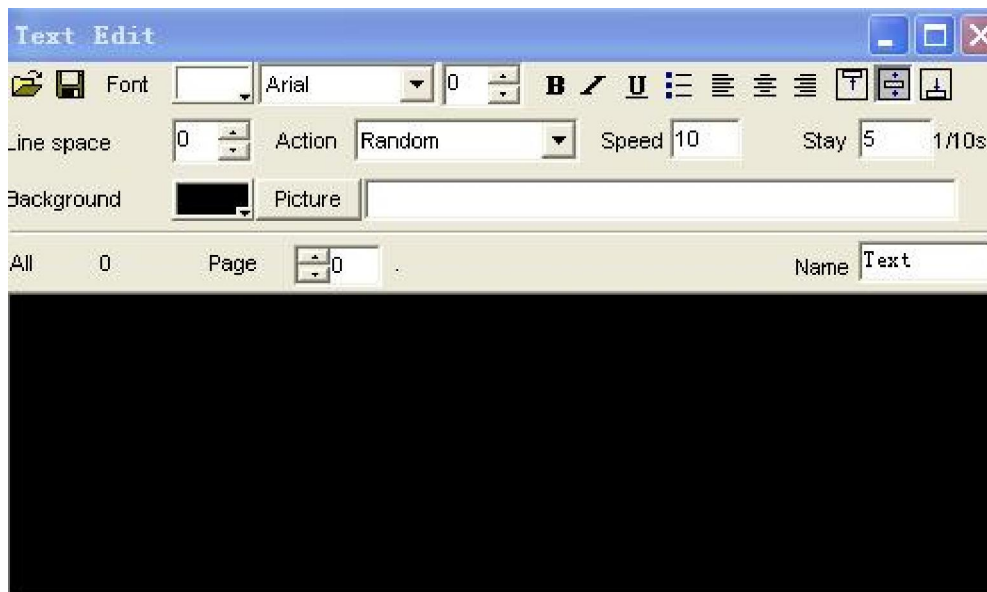 Text Edit
Font Arial 0 B U
Line space 0 Action Random Speed 10 Stay 5 1/10s
Background Picture
All 0 Page 0 . Name Text